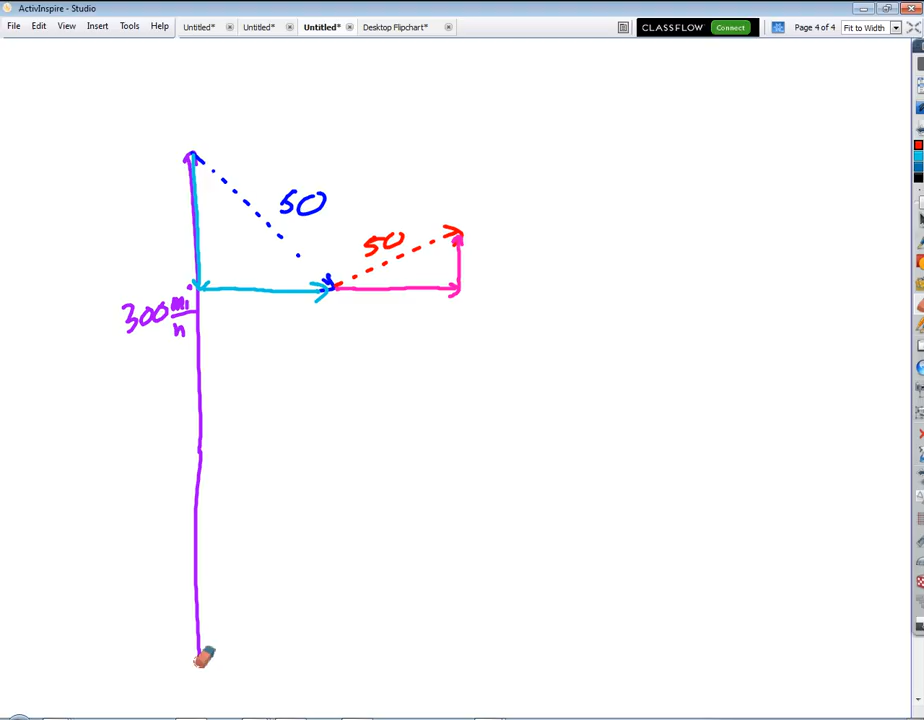 ActivInspire - Studio
File Edit View Insert Tools Help Untitled* Untitled* Untitled* Desktop Flipchart* CLASSFLOW Connect Page 4 of 4 Fit to Width
50
50
300 mi
h